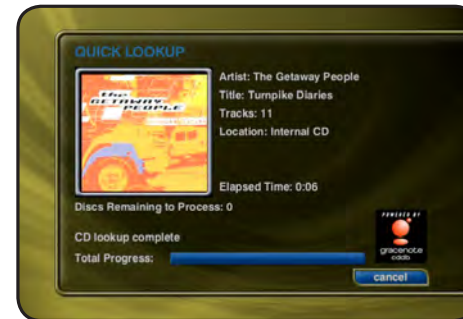 QUICK LOOKUP
the
GETAWAY
PEOPLE
Artist: The Getaway People
Title: Turnpike Diaries
Tracks: 11
Location: Internal CD
Elapsed Time: 0:06
Discs Remaining to Process: 0
CD lookup complete
Total Progress:
POWERED BY
gracenote
cddb
cancel